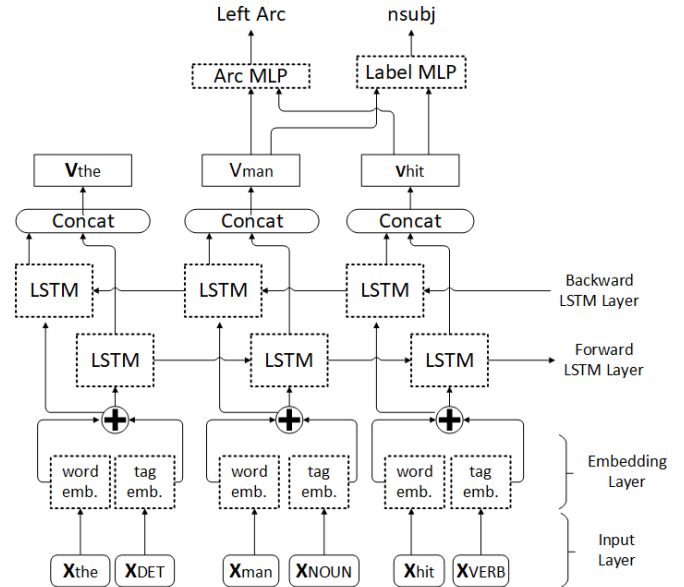 Left Arc nsubj
Arc MLP Label MLP
Vthe Vman vhit
Concat Concat Concat
LSTM LSTM LSTM
Backward
LSTM Layer
LSTM LSTM LSTM
Forward
LSTM Layer
word tag word tag word tag
emb. emb. emb. emb. emb. emb.
Embedding
Layer
Xthe XDET Xman XNOUN Xhit XVERB
Input
Layer